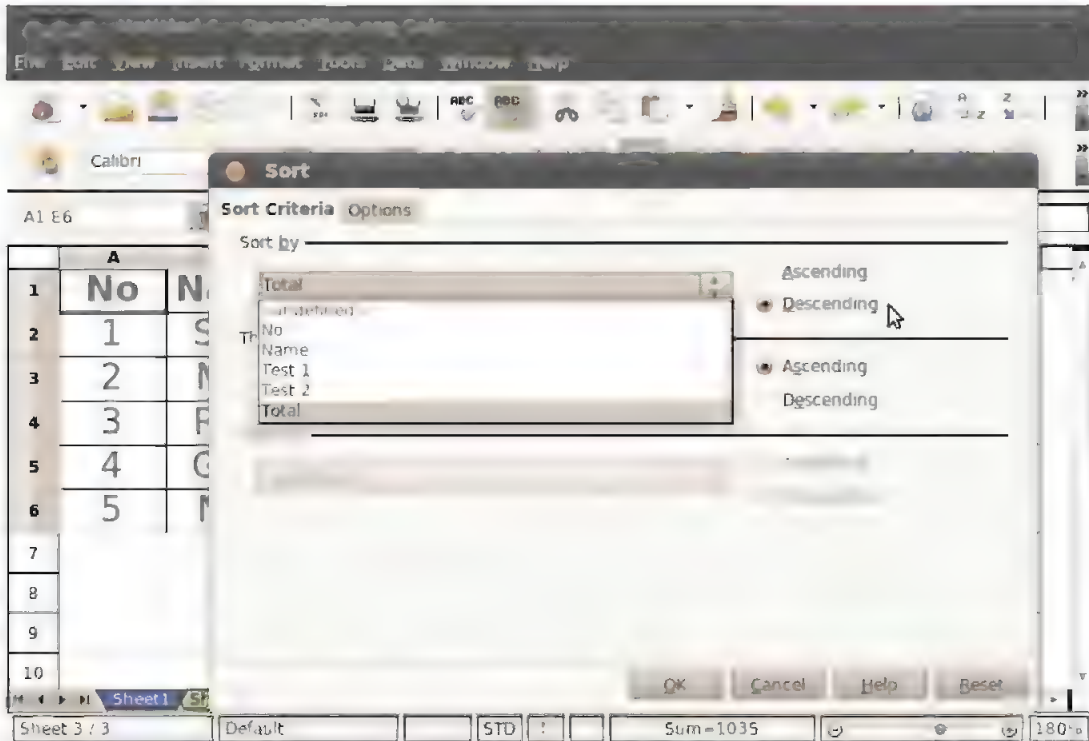 File Edit View Insert Format Tools Data Window Help
ABC ABC
Calibri
A1 E6
Sort
Sort Criteria Options
Sort by
Total
Ascending
Descending
No
Name
Test 1
Test 2
Total
Th
Ascending
Descending
A
1 No N
2 1 S
3 2
4 3
5 4 G
6 5
7
8
9
10
OK Cancel Help Reset
Sheet1
Sheet 3 / 3 Default STD Sum=1035 180%